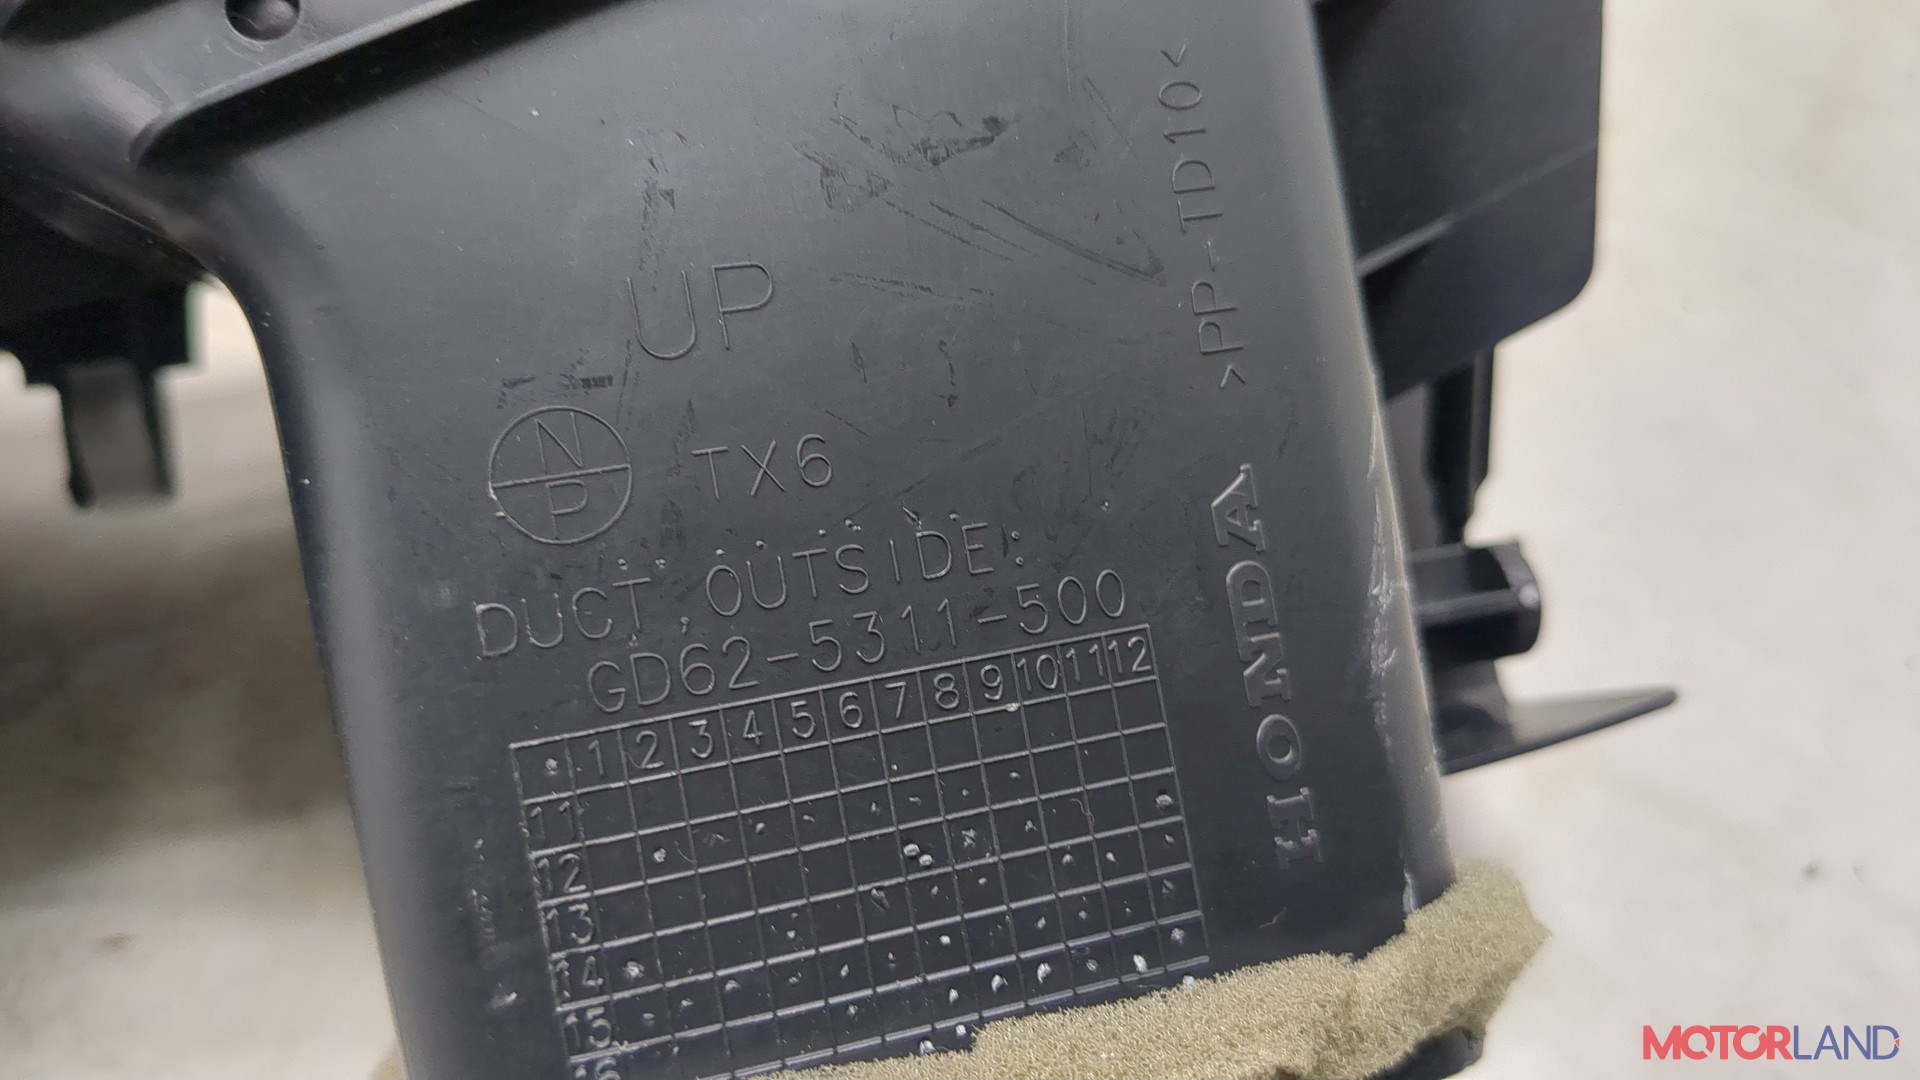 UP
>PP-TD10<
N
P
TX6
DUCT, OUTSIDE:
GD62-5311-500
HONDA
1 2 3 4 5 6 7 8 9 10 11 12
11
12
13
14
15
16
MOTORLAND